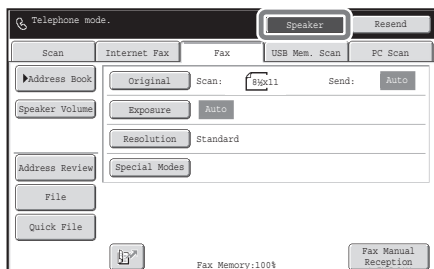 Telephone mode.
Speaker
Resend
Scan
Internet Fax
Fax
USB Mem. Scan
PC Scan
Address Book
Original
Scan:
8½x11
Send:
Auto
Speaker Volume
Exposure
Auto
Resolution
Standard
Address Review
Special Modes
File
Quick File
Fax Memory:100%
Fax Manual
Reception